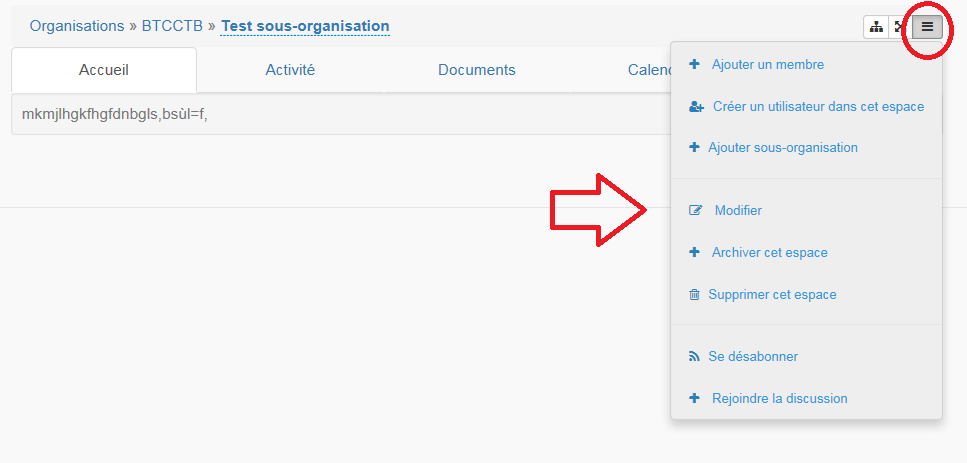 Organisations » BTCCTB » Test sous-organisation
Accueil
Activité
Documents
Calen
mkmjlhgkfhgfdnbgls,bsùl=f,
Ajouter un membre
Créer un utilisateur dans cet espace
Ajouter sous-organisation
Modifier
Archiver cet espace
Supprimer cet espace
Se désabonner
Rejoindre la discussion